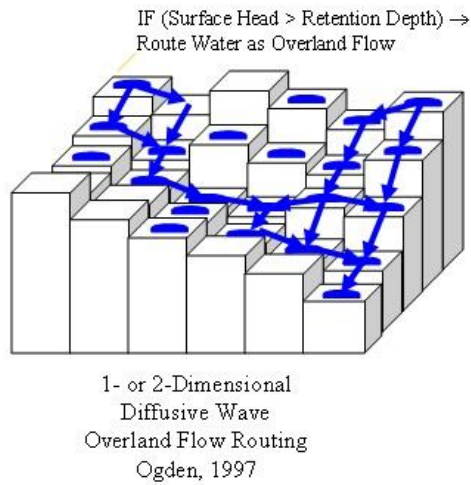 IF (Surface Head > Retention Depth) →
Route Water as Overland Flow
1- or 2-Dimensional
Diffusive Wave
Overland Flow Routing
Ogden, 1997